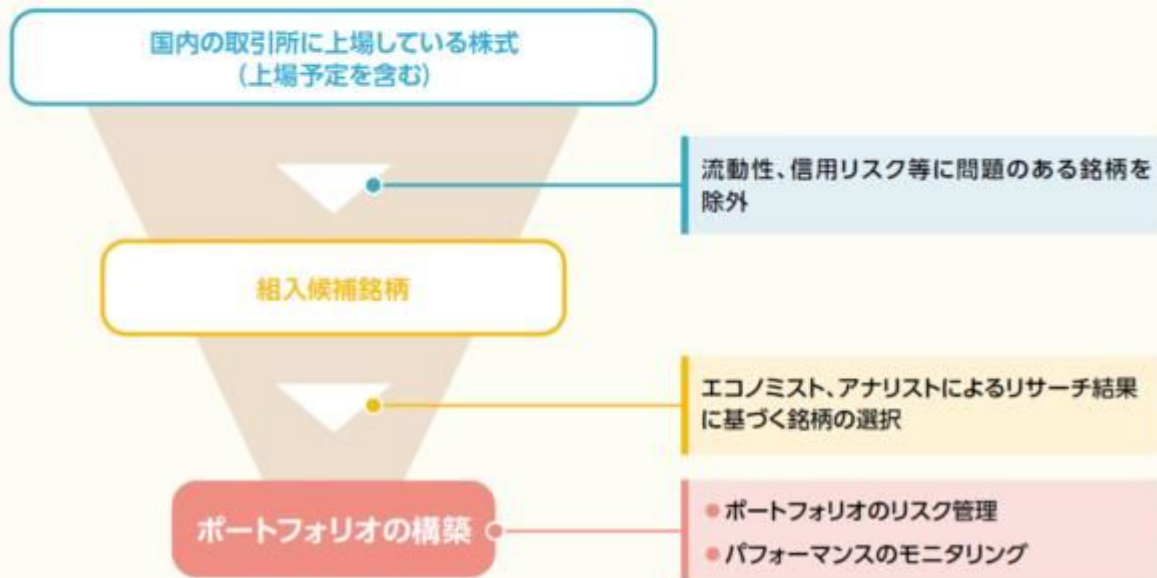 国内の取引所に上場している株式
（上場予定を含む）
流動性、信用リスク等に問題のある銘柄を
除外
組入候補銘柄
エコノミスト、アナリストによるリサーチ結果
に基づく銘柄の選択
ポートフォリオの構築
●ポートフォリオのリスク管理
●パフォーマンスのモニタリング